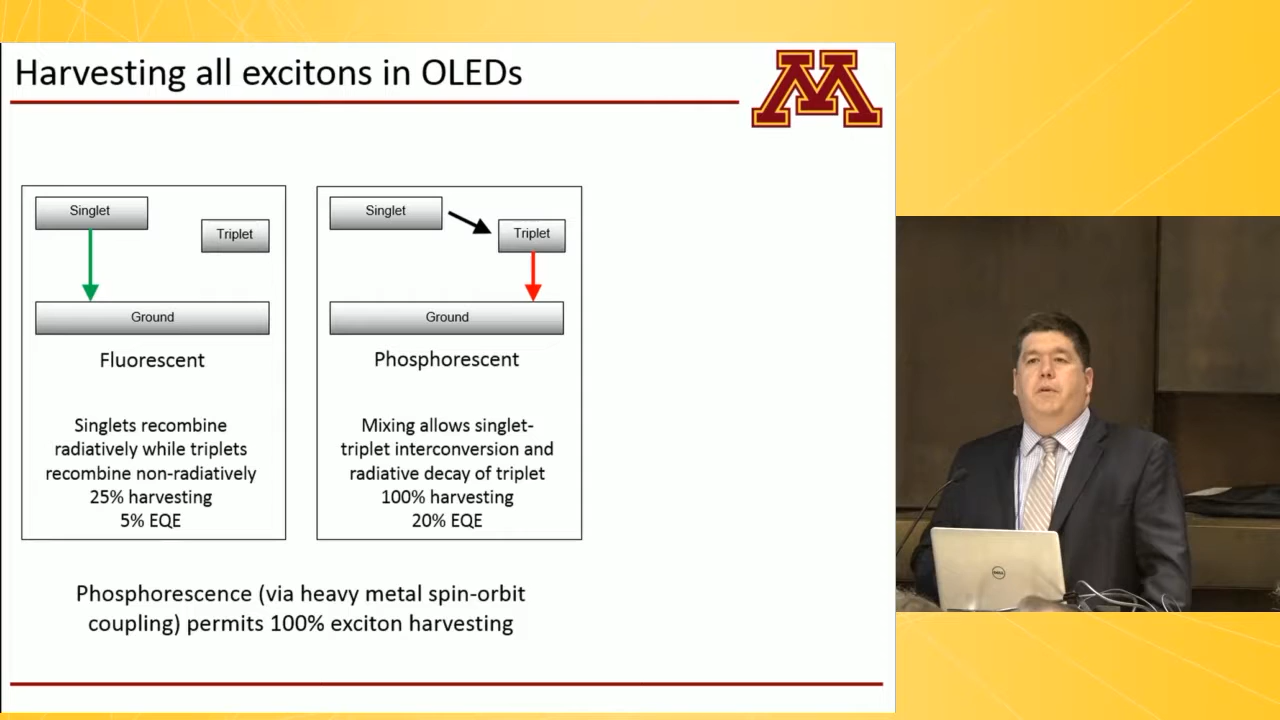 Harvesting all excitons in OLEDs
M
Singlet
Triplet
Ground
Fluorescent
Singlets recombine
radiatively while triplets
recombine non-radiatively
25% harvesting
5% EQE
Singlet
Triplet
Ground
Phosphorescent
Mixing allows singlet-
triplet interconversion and
radiative decay of triplet
100% harvesting
20% EQE
Phosphorescence (via heavy metal spin-orbit
coupling) permits 100% exciton harvesting
DELL